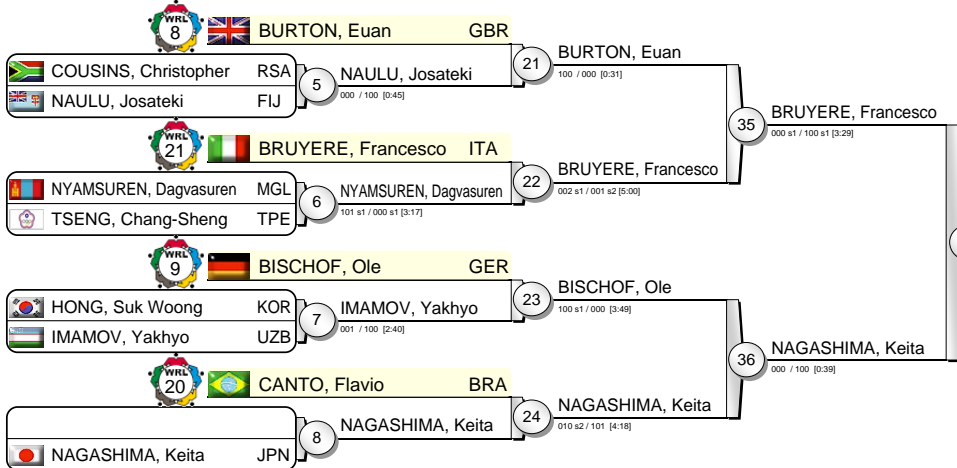 WRL 8 BURTON, Euan GBR
COUSINS, Christopher RSA
NAULU, Josateki FIJ
5 NAULU, Josateki
000 / 100 [0:45]
21 BURTON, Euan
100 / 000 [0:31]
WRL 21 BRUYERE, Francesco ITA
NYAMSUREN, Dagvasuren MGL
TSENG, Chang-Sheng TPE
6 NYAMSUREN, Dagvasuren
101 s1 / 000 s1 [3:17]
22 BRUYERE, Francesco
002 s1 / 001 s2 [5:00]
35 BRUYERE, Francesco
000 s1 / 100 s1 [3:29]
WRL 9 BISCHOF, Ole GER
HONG, Suk Woong KOR
IMAMOV, Yakhyo UZB
7 IMAMOV, Yakhyo
001 / 100 [2:40]
23 BISCHOF, Ole
100 s1 / 000 [3:49]
WRL 20 CANTO, Flavio BRA
NAGASHIMA, Keita JPN
8 NAGASHIMA, Keita
24 NAGASHIMA, Keita
010 s2 / 101 [4:18]
36 NAGASHIMA, Keita
000 / 100 [0:39]